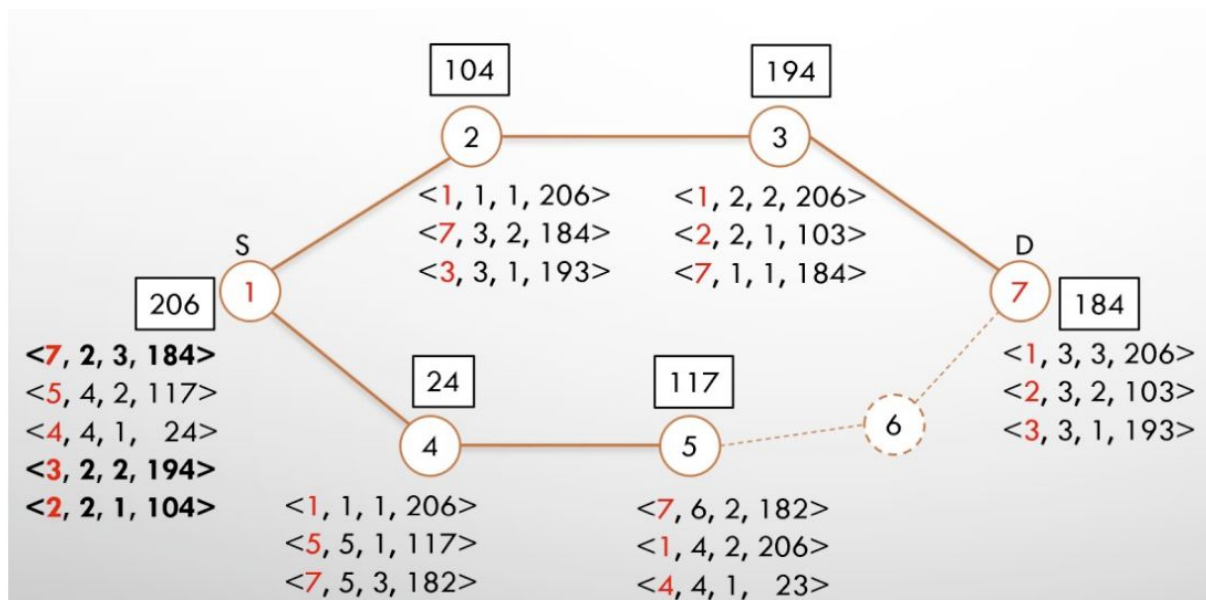 104
194
2
3
<1, 1, 1, 206>
<7, 3, 2, 184>
<3, 3, 1, 193>
<1, 2, 2, 206>
<2, 2, 1, 103>
<7, 1, 1, 184>
S
1
206
<7, 2, 3, 184>
<5, 4, 2, 117>
<4, 4, 1, 24>
<3, 2, 2, 194>
<2, 2, 1, 104>
D
7
184
<1, 3, 3, 206>
<2, 3, 2, 103>
<3, 3, 1, 193>
24
117
4
5
6
<1, 1, 1, 206>
<5, 5, 1, 117>
<7, 5, 3, 182>
<7, 6, 2, 182>
<1, 4, 2, 206>
<4, 4, 1, 23>